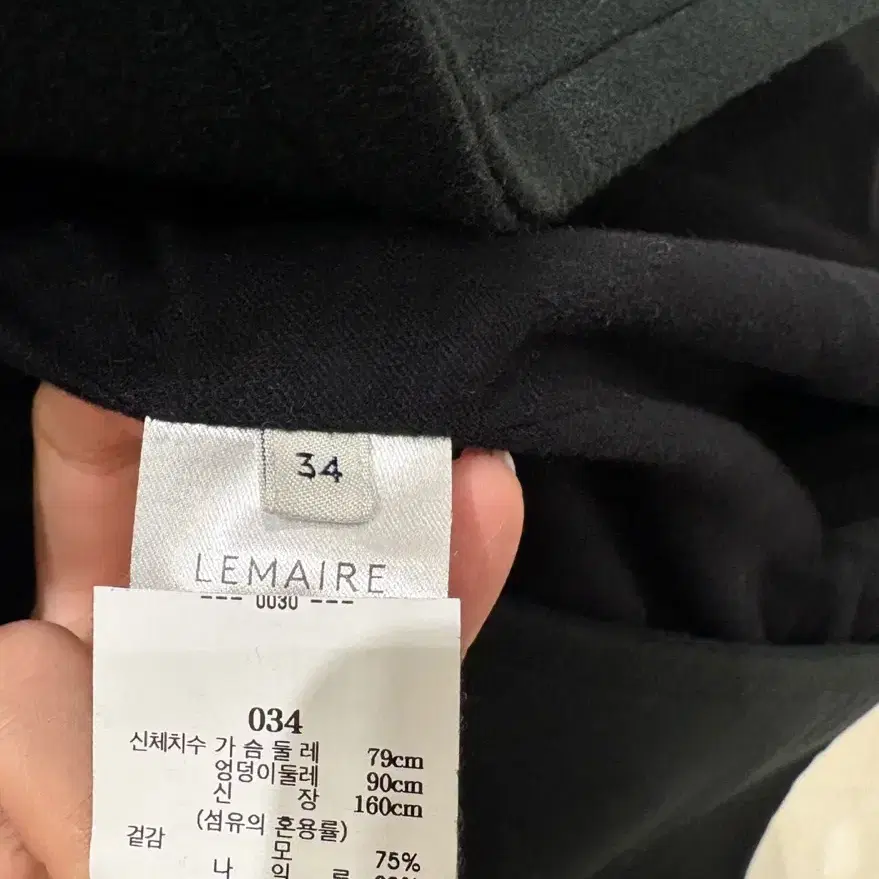 34
LEMAIRE
--- 0030 ---
034
신체치수 가슴둘레 79cm
엉덩이둘레 90cm
신 장 160cm
(섬유의 혼용률)
겉감
모 75%